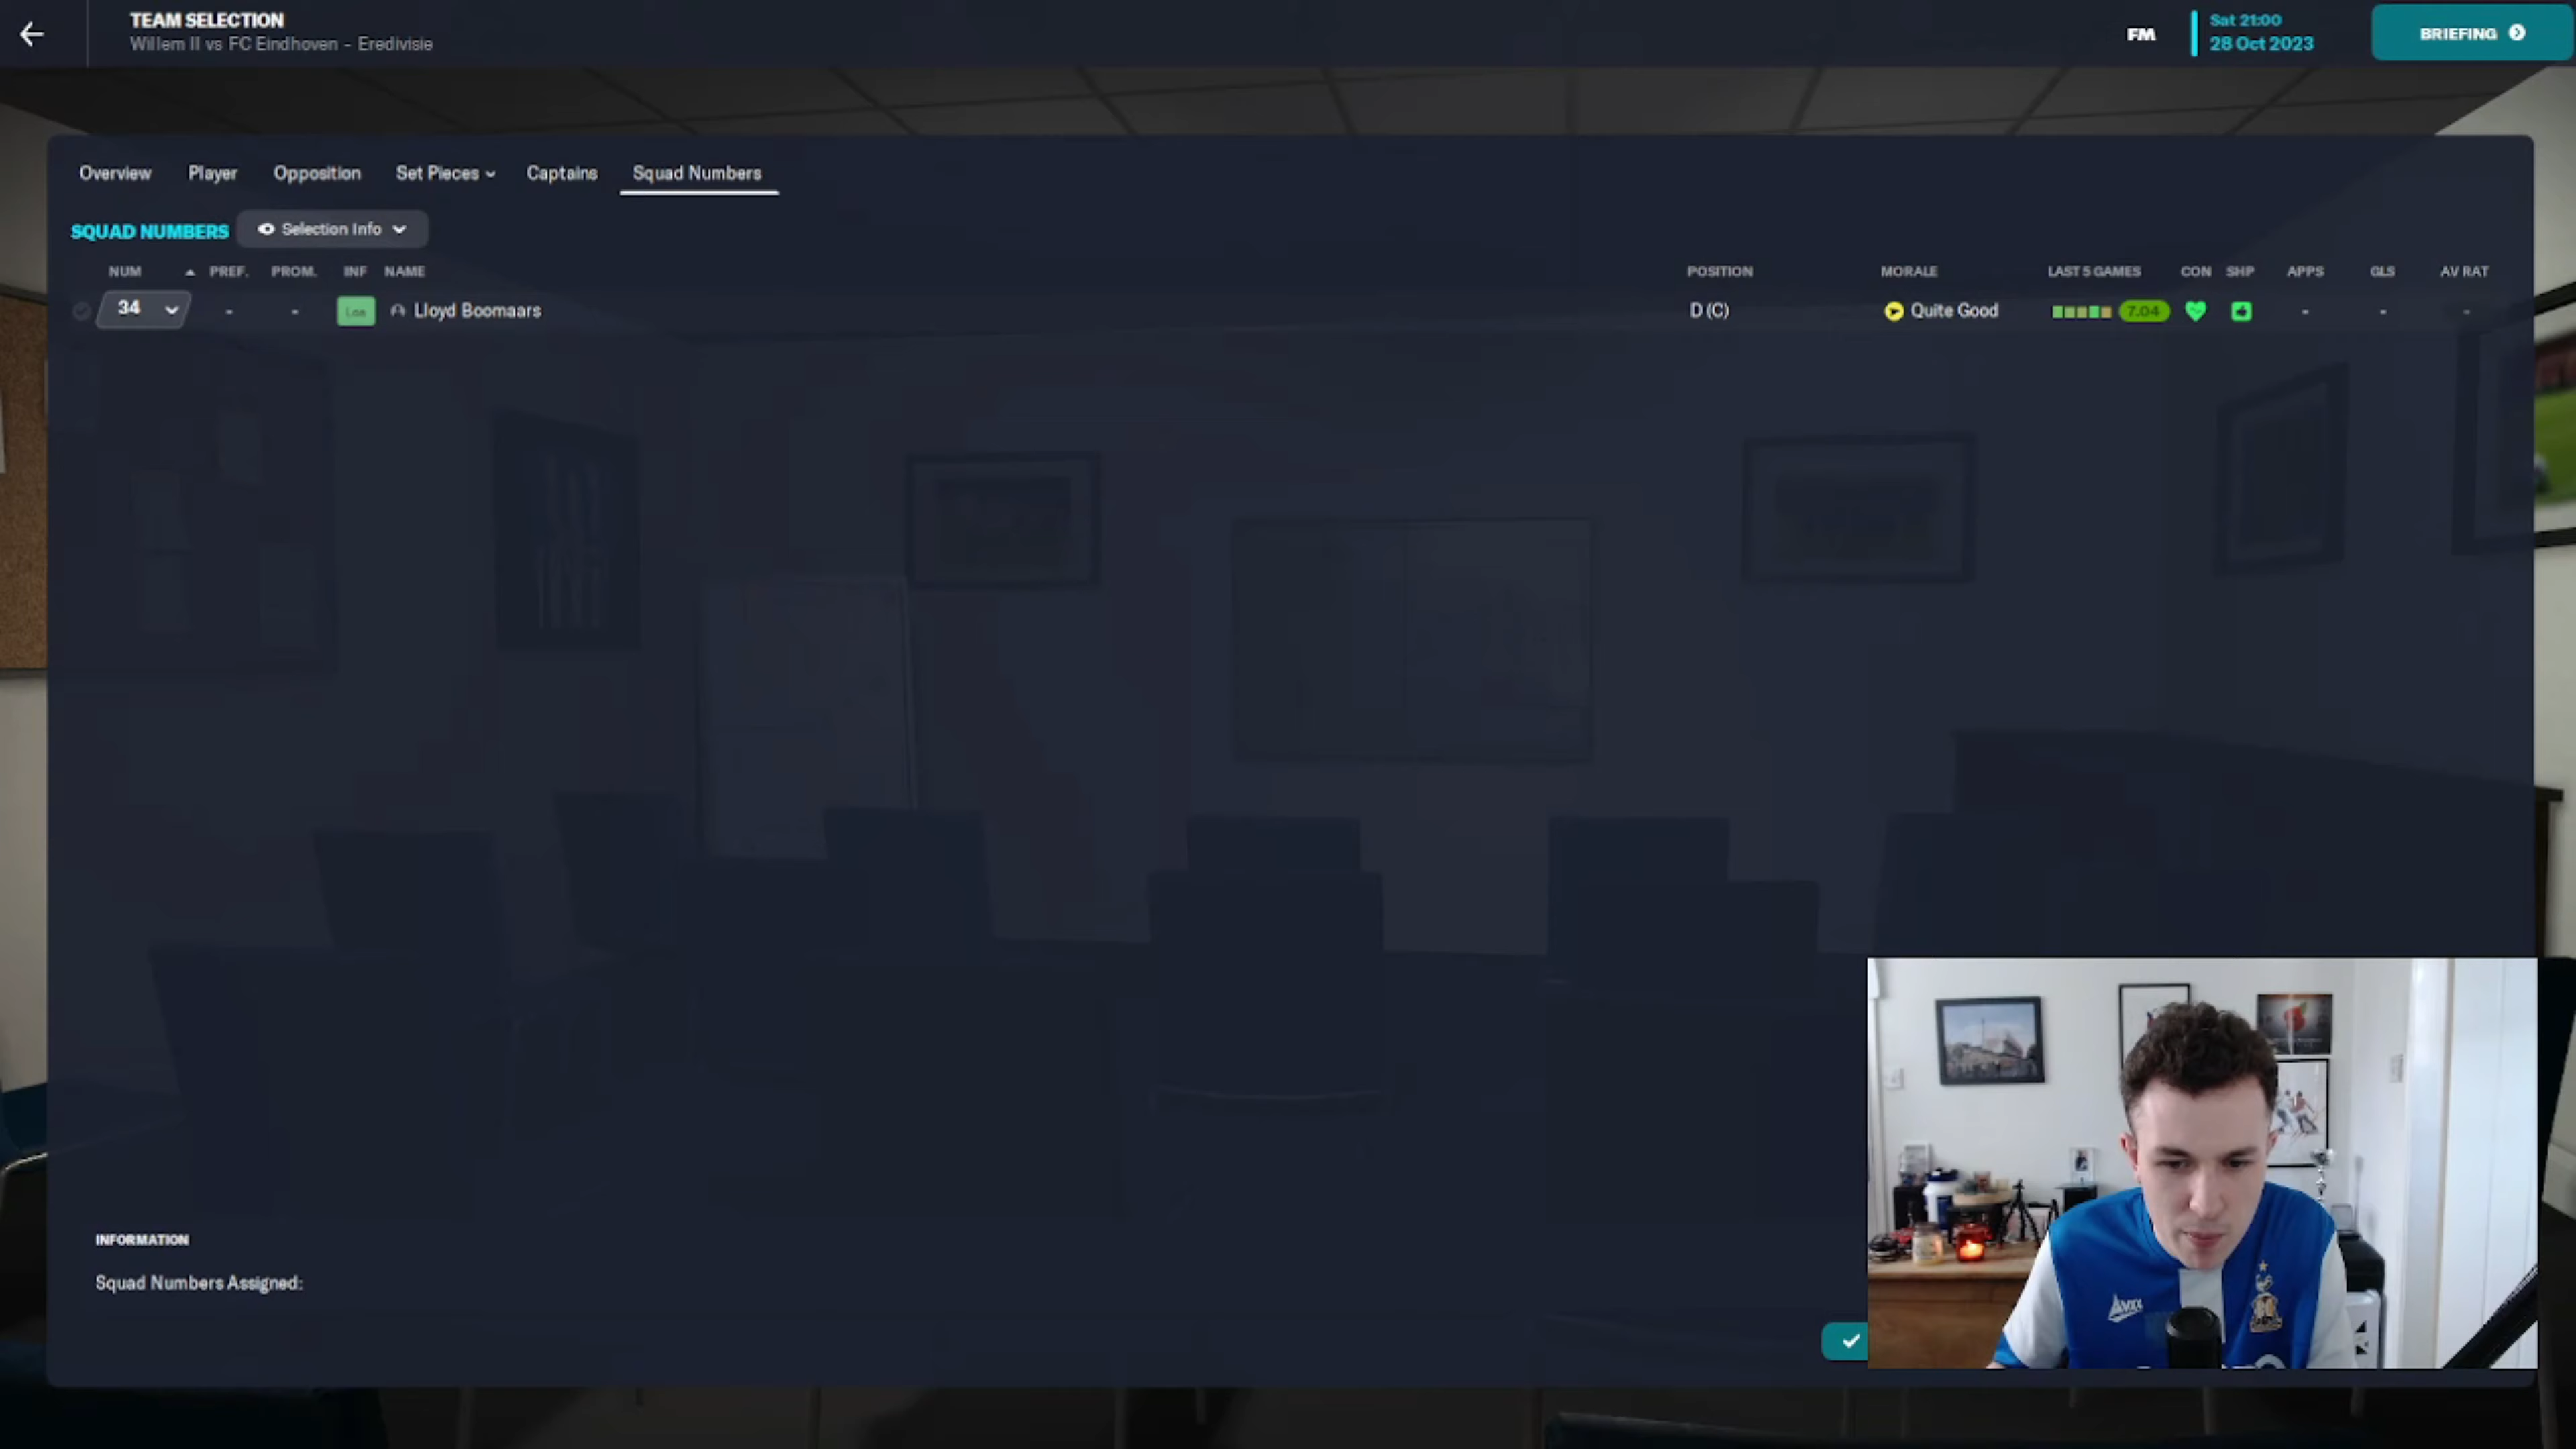 TEAM SELECTION
Willem II vs FC Eindhoven - Eredivisie
FM
Sat 21:00
28 Oct 2023
BRIEFING
Overview Player Opposition Set Pieces Captains Squad Numbers
SQUAD NUMBERS Selection Info
NUM PREF. PROM. INF NAME POSITION MORALE LAST 5 GAMES CON SHP APPS GLS AV RAT
34 - - Loa Lloyd Boomaars D (C) Quite Good 7.04 - - -
INFORMATION
Squad Numbers Assigned: